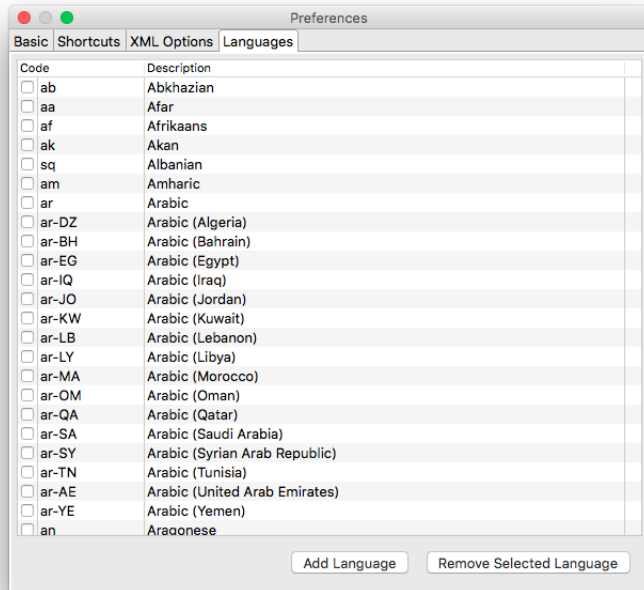 Preferences
Basic Shortcuts XML Options Languages
Code Description
ab Abkhazian
aa Afar
af Afrikaans
ak Akan
sq Albanian
am Amharic
ar Arabic
ar-DZ Arabic (Algeria)
ar-BH Arabic (Bahrain)
ar-EG Arabic (Egypt)
ar-IQ Arabic (Iraq)
ar-JO Arabic (Jordan)
ar-KW Arabic (Kuwait)
ar-LB Arabic (Lebanon)
ar-LY Arabic (Libya)
ar-MA Arabic (Morocco)
ar-OM Arabic (Oman)
ar-QA Arabic (Qatar)
ar-SA Arabic (Saudi Arabia)
ar-SY Arabic (Syrian Arab Republic)
ar-TN Arabic (Tunisia)
ar-AE Arabic (United Arab Emirates)
ar-YE Arabic (Yemen)
an Aragonese
Add Language Remove Selected Language